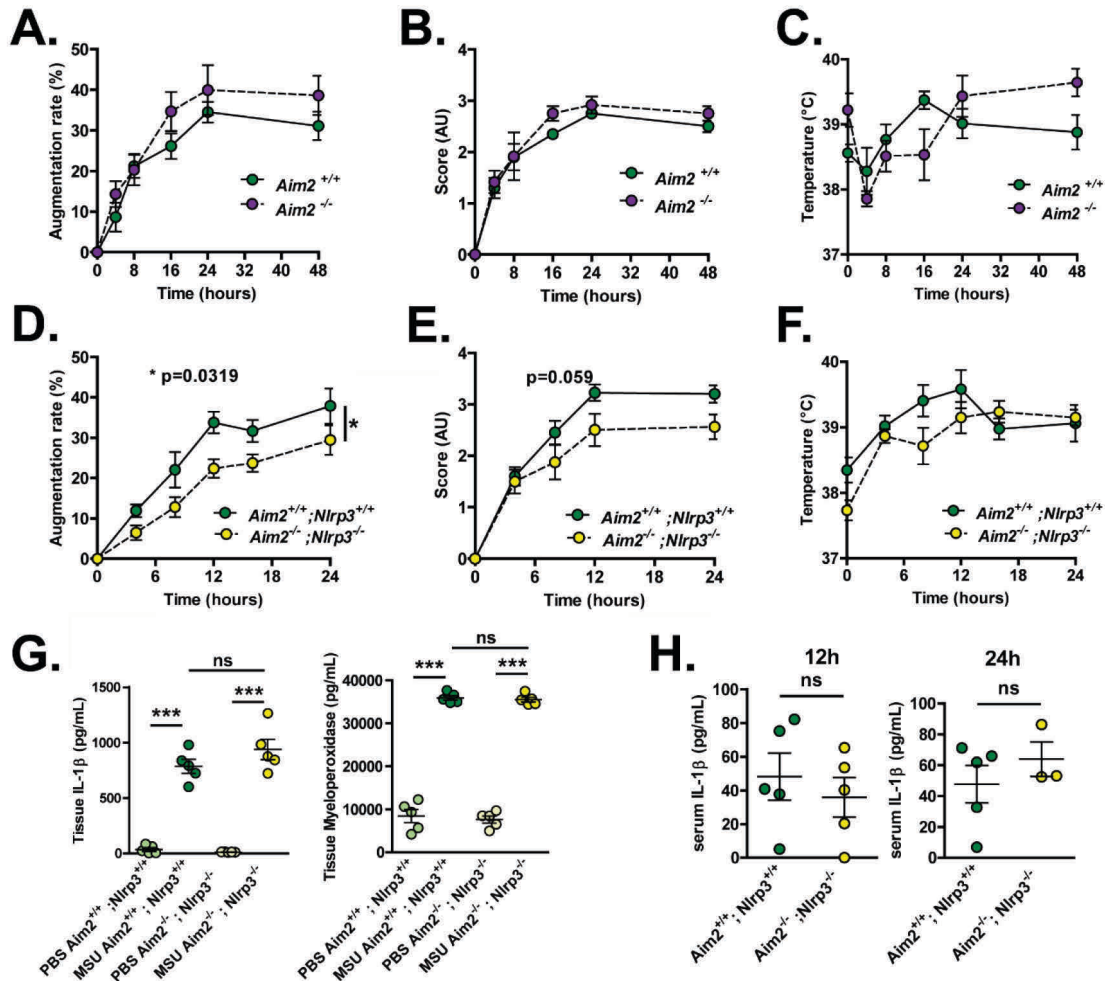 A.
Augmentation rate (%)
50
40
30
20
10
0
0 8 16 24 32 40 48
Time (hours)
Aim2 +/+
Aim2 -/-
B.
Score (AU)
4
3
2
1
0
0 8 16 24 32 40 48
Time (hours)
Aim2 +/+
Aim2 -/-
C.
Temperature (°C)
40
39
38
37
0 8 16 24 32 40 48
Time (hours)
Aim2 +/+
Aim2 -/-
D.
Augmentation rate (%)
50
40
30
20
10
0
* p=0.0319
*
0 6 12 18 24
Time (hours)
Aim2+/+ ;Nlrp3+/+
Aim2-/- ;Nlrp3-/-
E.
Score (AU)
4
3
2
1
0
p=0.059
0 6 12 18 24
Time (hours)
Aim2+/+ ;Nlrp3+/+
Aim2-/- ;Nlrp3-/-
F.
Temperature (°C)
40
39
38
37
0 6 12 18 24
Time (hours)
Aim2+/+ ;Nlrp3+/+
Aim2-/- ;Nlrp3-/-
G.
Tissue IL-1β (pg/mL)
1500
1000
500
0
ns
***
***
PBS Aim2+/+ ;Nlrp3+/+
MSU Aim2+/+ ; Nlrp3+/+
PBS Aim2-/- ; Nlrp3-/-
MSU Aim2-/- ; Nlrp3-/-
Tissue Myeloperoxidase (pg/mL)
40000
30000
20000
10000
0
ns
***
***
PBS Aim2+/+ ; Nlrp3+/+
MSU Aim2+/+ ; Nlrp3+/+
PBS Aim2-/- ; Nlrp3-/-
MSU Aim2-/- ; Nlrp3-/-
H.
12h
ns
serum IL-1β (pg/mL)
100
80
60
40
20
0
Aim2+/+ ; Nlrp3+/+
Aim2-/- ;Nlrp3-/-
24h
ns
serum IL-1β (pg/mL)
100
80
60
40
20
0
Aim2+/+ ; Nlrp3+/+
Aim2-/- ; Nlrp3-/-